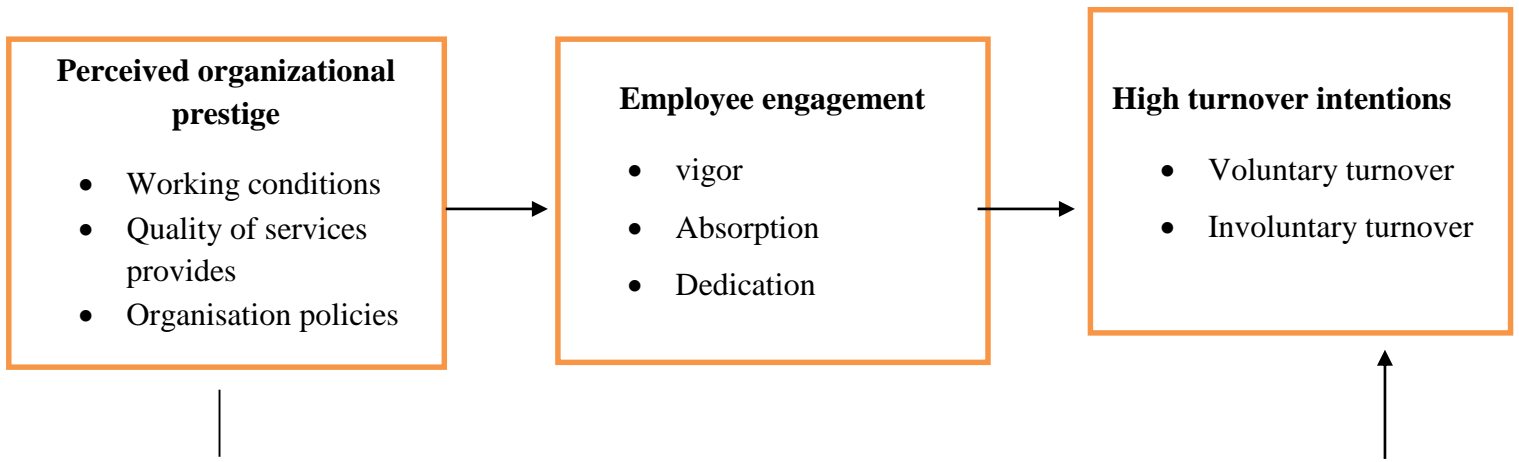 Perceived organizational
prestige
• Working conditions
• Quality of services
provides
• Organisation policies
Employee engagement
• vigor
• Absorption
• Dedication
High turnover intentions
• Voluntary turnover
• Involuntary turnover